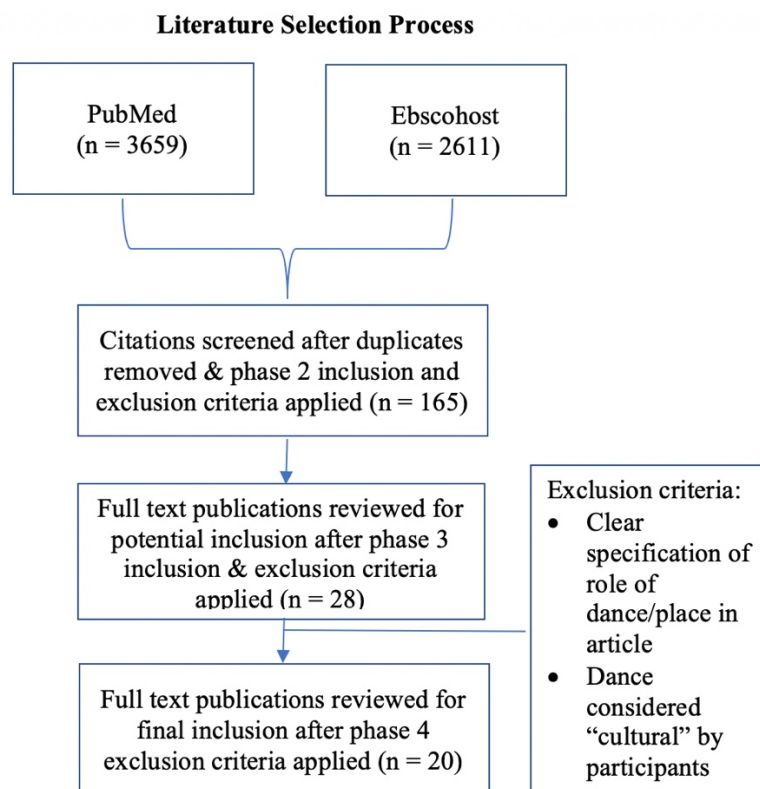 Literature Selection Process
PubMed
(n = 3659)
Ebscohost
(n = 2611)
Citations screened after duplicates
removed & phase 2 inclusion and
exclusion criteria applied (n = 165)
Full text publications reviewed for
potential inclusion after phase 3
inclusion & exclusion criteria
applied (n = 28)
Exclusion criteria:
• Clear
specification of
role of
dance/place in
article
• Dance
considered
“cultural” by
participants
Full text publications reviewed for
final inclusion after phase 4
exclusion criteria applied (n = 20)